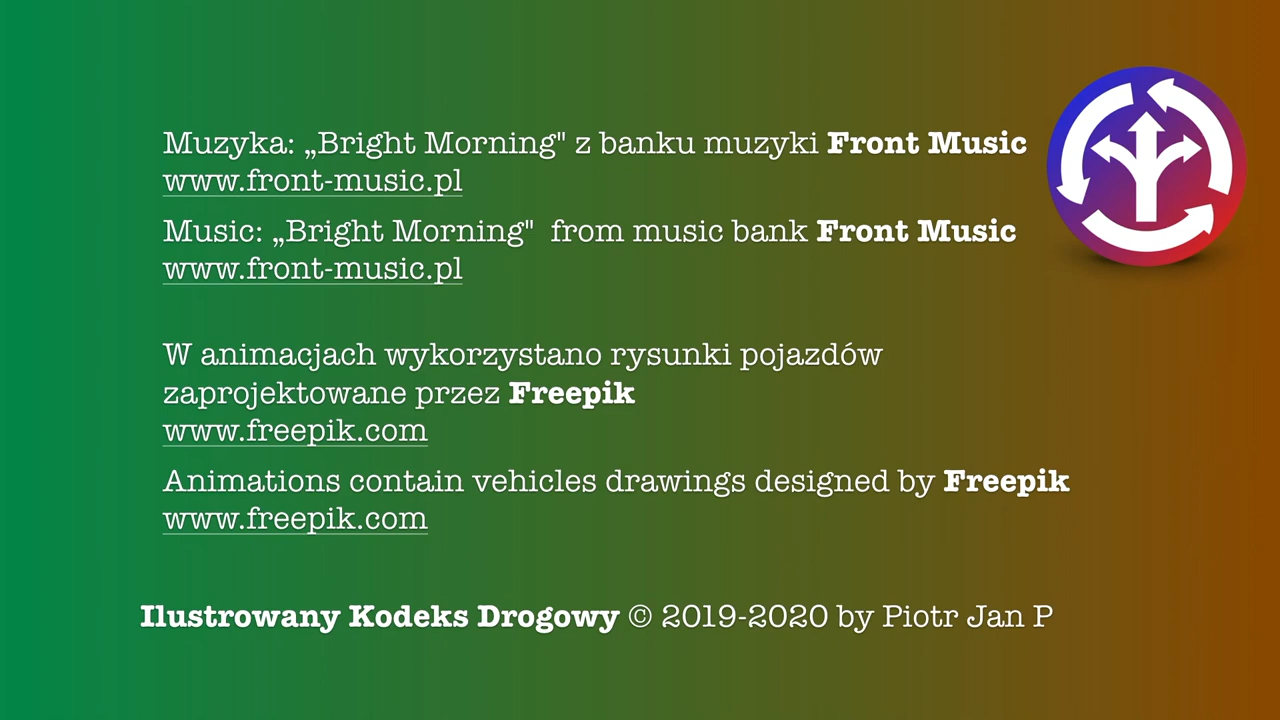 Muzyka: „Bright Morning" z banku muzyki Front Music
www.front-music.pl
Music: „Bright Morning"  from music bank Front Music
www.front-music.pl
W animacjach wykorzystano rysunki pojazdów
zaprojektowane przez Freepik
www.freepik.com
Animations contain vehicles drawings designed by Freepik
www.freepik.com
Ilustrowany Kodeks Drogowy © 2019-2020 by Piotr Jan P